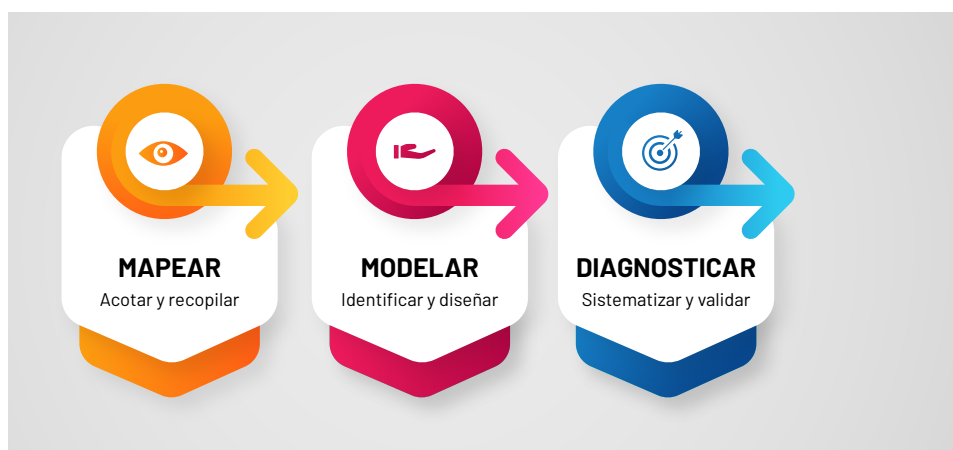 MAPEAR
Acotar y recopilar
MODELAR
Identificar y diseñar
DIAGNOSTICAR
Sistematizar y validar